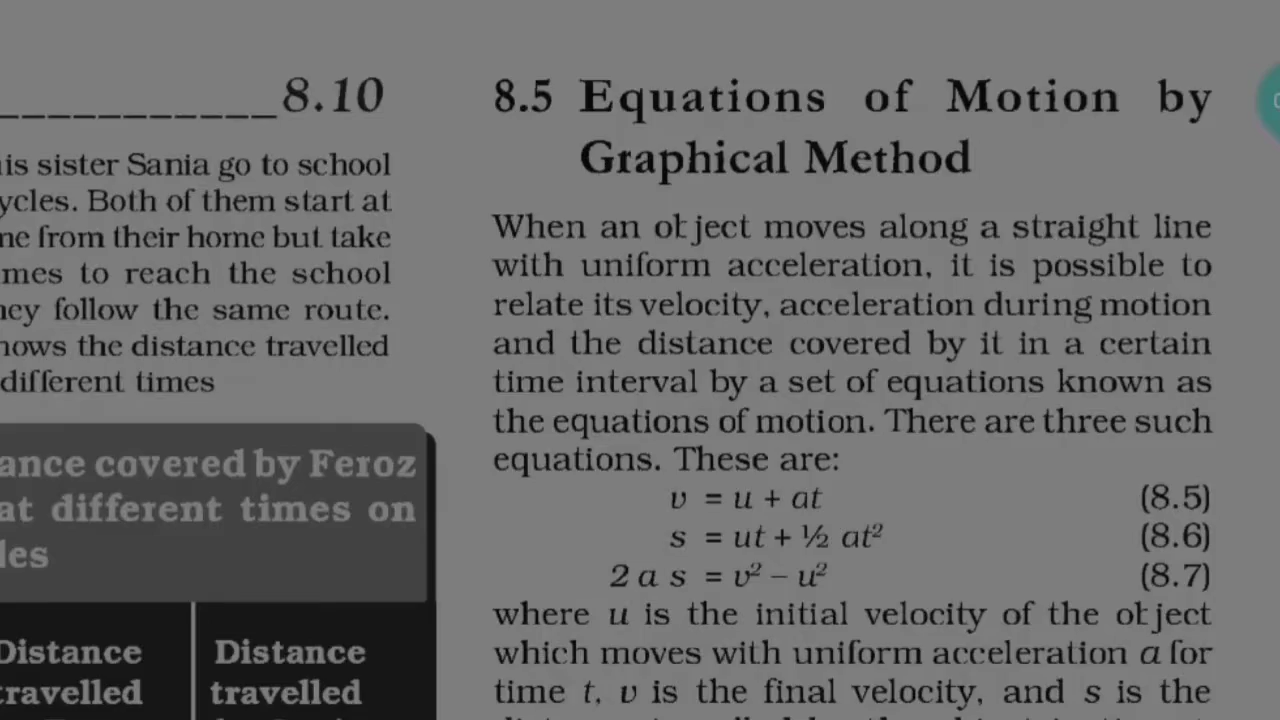 8.10
is sister Sania go to school
ycles. Both of them start at
me from their home but take
mes to reach the school
ey follow the same route.
hows the distance travelled
different times
ance covered by Feroz
at different times on
les
Distance
travelled
Distance
travelled
8.5 Equations of Motion by
Graphical Method
When an object moves along a straight line
with uniform acceleration, it is possible to
relate its velocity, acceleration during motion
and the distance covered by it in a certain
time interval by a set of equations known as
the equations of motion. There are three such
equations. These are:
v = u + at (8.5)
s = ut + ½ at² (8.6)
2 a s = v² – u² (8.7)
where u is the initial velocity of the object
which moves with uniform acceleration a for
time t, v is the final velocity, and s is the